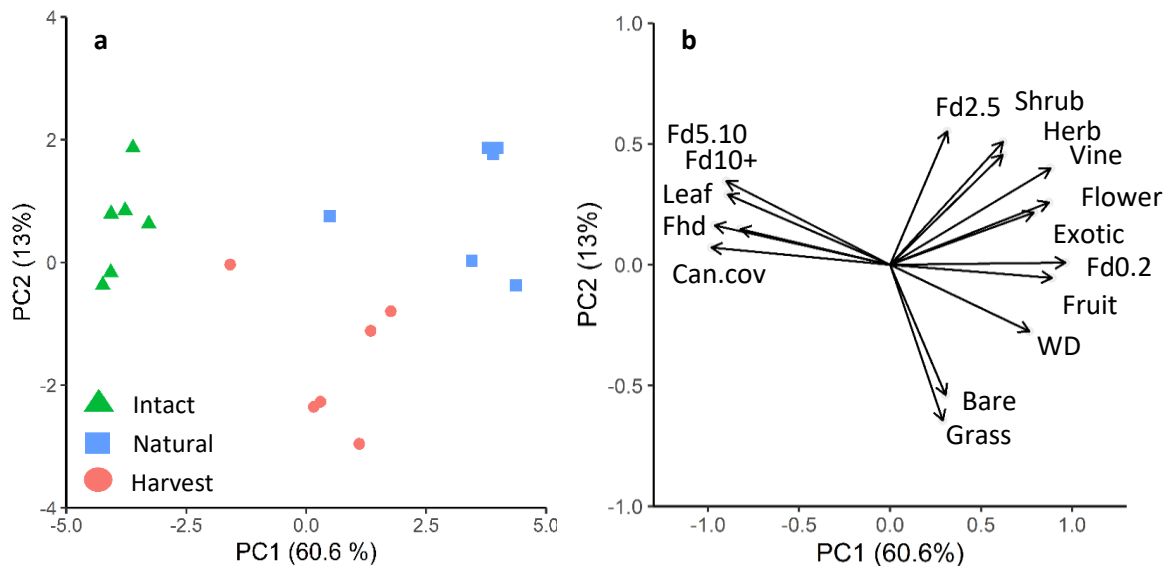 a
4
2
0
-2
-4
PC2 (13%)
Intact
Natural
Harvest
-5.0
-2.5
0.0
2.5
5.0
PC1 (60.6 %)
b
1.0
0.5
0.0
-0.5
-1.0
PC2 (13%)
Fd2.5
Shrub
Herb
Vine
Flower
Exotic
Fd0.2
Fruit
WD
Bare
Grass
Fd5.10
Fd10+
Leaf
Fhd
Can.cov
-1.0
-0.5
0.0
0.5
1.0
PC1 (60.6%)